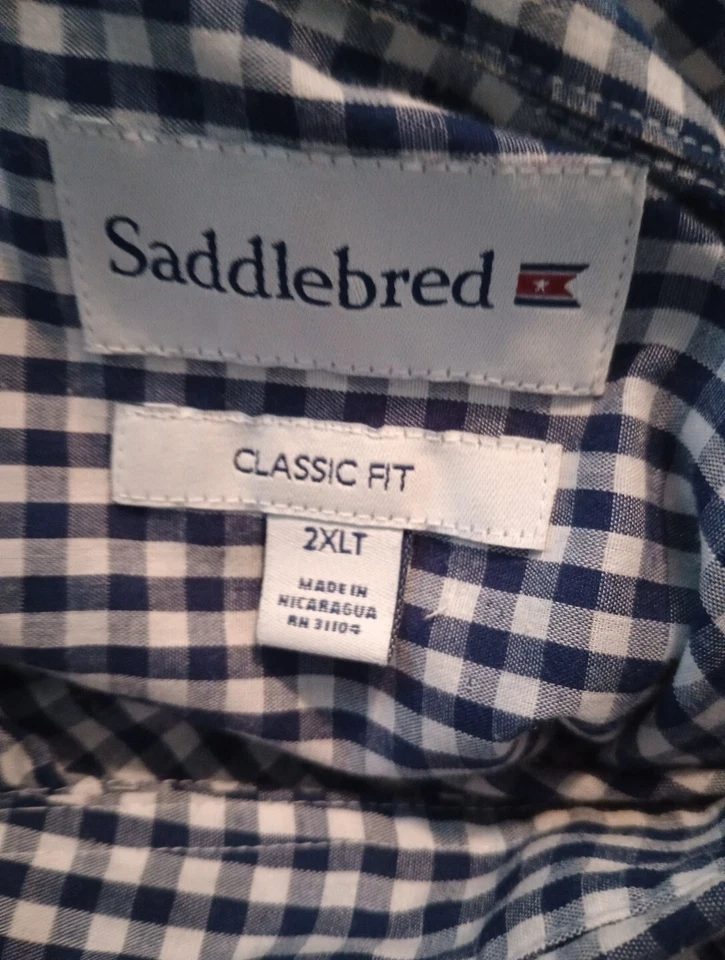 Saddlebred
CLASSIC FIT
2XLT
MADE IN
NICARAGUA
RN 31104